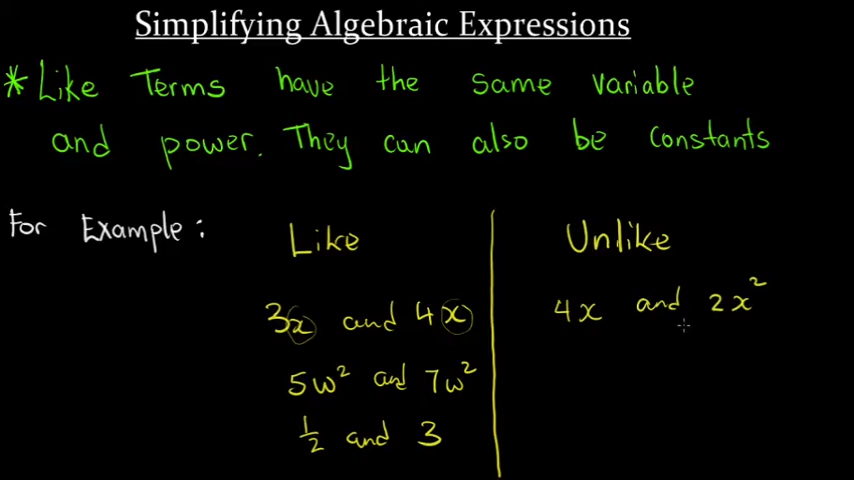 Simplifying Algebraic Expressions
* Like Terms have the same variable
and power. They can also be constants
For Example:
Like
Unlike
3x and 4x
4x and 2x²
5w² and 7w²
½ and 3